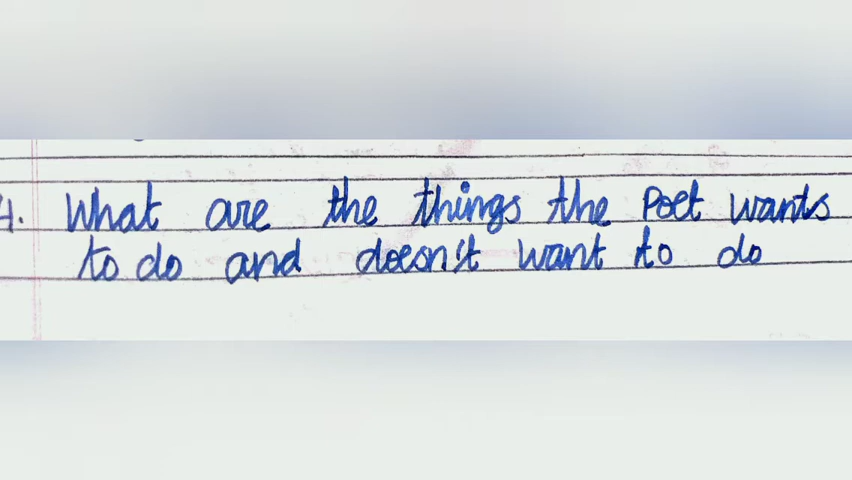 4. What are the things the Poet wants
to do and doesn't want to do